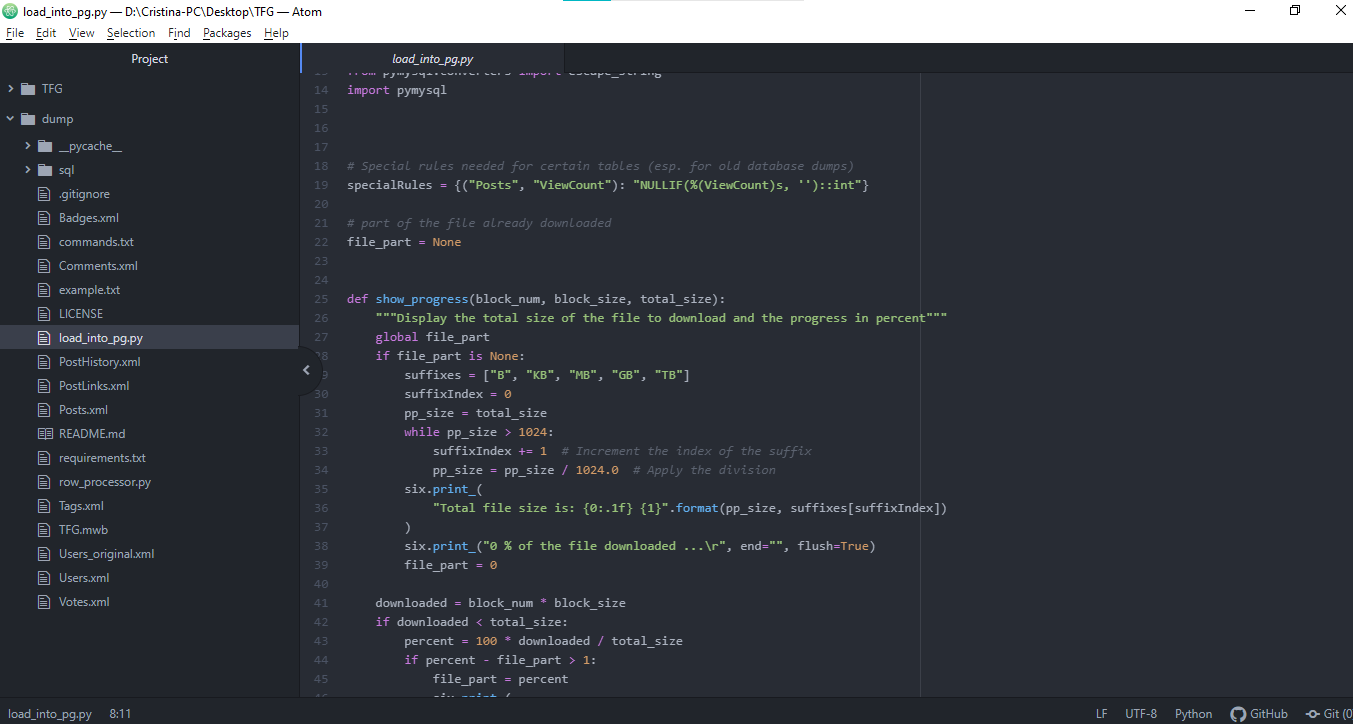 load_into_pg.py — D:\Cristina-PC\Desktop\TFG — Atom
File Edit View Selection Find Packages Help
Project
TFG
dump
__pycache__
sql
.gitignore
Badges.xml
commands.txt
Comments.xml
example.txt
LICENSE
load_into_pg.py
PostHistory.xml
PostLinks.xml
Posts.xml
README.md
requirements.txt
row_processor.py
Tags.xml
TFG.mwb
Users_original.xml
Users.xml
Votes.xml
load_into_pg.py
13 from pymysql.converters import escape_string
14 import pymysql
15
16
17
18 # Special rules needed for certain tables (esp. for old database dumps)
19 specialRules = {("Posts", "ViewCount"): "NULLIF(%(ViewCount)s, '')::int"}
20
21 # part of the file already downloaded
22 file_part = None
23
24
25 def show_progress(block_num, block_size, total_size):
26 """Display the total size of the file to download and the progress in percent"""
27 global file_part
28 if file_part is None:
9 suffixes = ["B", "KB", "MB", "GB", "TB"]
30 suffixIndex = 0
31 pp_size = total_size
32 while pp_size > 1024:
33 suffixIndex += 1  # Increment the index of the suffix
34 pp_size = pp_size / 1024.0  # Apply the division
35 six.print_(
36 "Total file size is: {0:.1f} {1}".format(pp_size, suffixes[suffixIndex])
37 )
38 six.print_("0 % of the file downloaded ...\r", end="", flush=True)
39 file_part = 0
40
41 downloaded = block_num * block_size
42 if downloaded < total_size:
43 percent = 100 * downloaded / total_size
44 if percent - file_part > 1:
45 file_part = percent
46 six.print_(
load_into_pg.py 8:11 LF UTF-8 Python GitHub Git (0